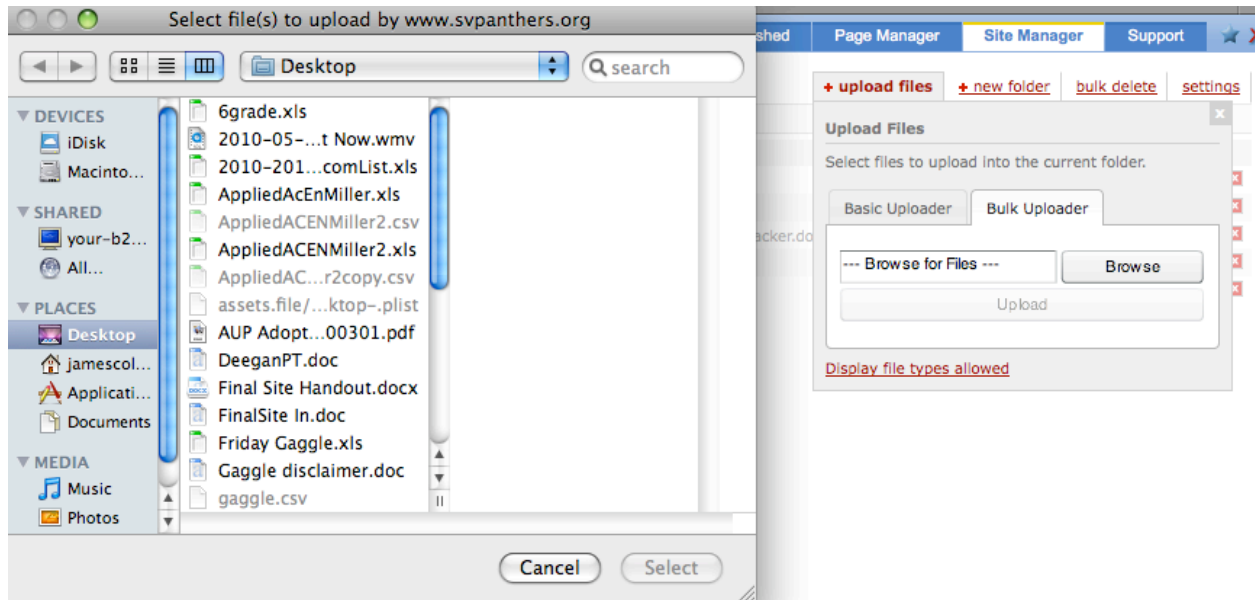 Select file(s) to upload by www.svpanthers.org
Desktop
search
DEVICES
iDisk
Macinto...
SHARED
your-b2...
All...
PLACES
Desktop
jamescol...
Applicati...
Documents
MEDIA
Music
Photos
6grade.xls
2010-05-...t Now.wmv
2010-201...comList.xls
AppliedAcEnMiller.xls
AppliedACENMiller2.csv
AppliedACENMiller2.xls
AppliedAC...r2copy.csv
assets.file/...ktop-.plist
AUP Adopt...00301.pdf
DeeganPT.doc
Final Site Handout.docx
FinalSite In.doc
Friday Gaggle.xls
Gaggle disclaimer.doc
gaggle.csv
Cancel Select
shed Page Manager Site Manager Support
+ upload files + new folder bulk delete settings
Upload Files
Select files to upload into the current folder.
Basic Uploader Bulk Uploader
acker.do
--- Browse for Files --- Browse
Upload
Display file types allowed